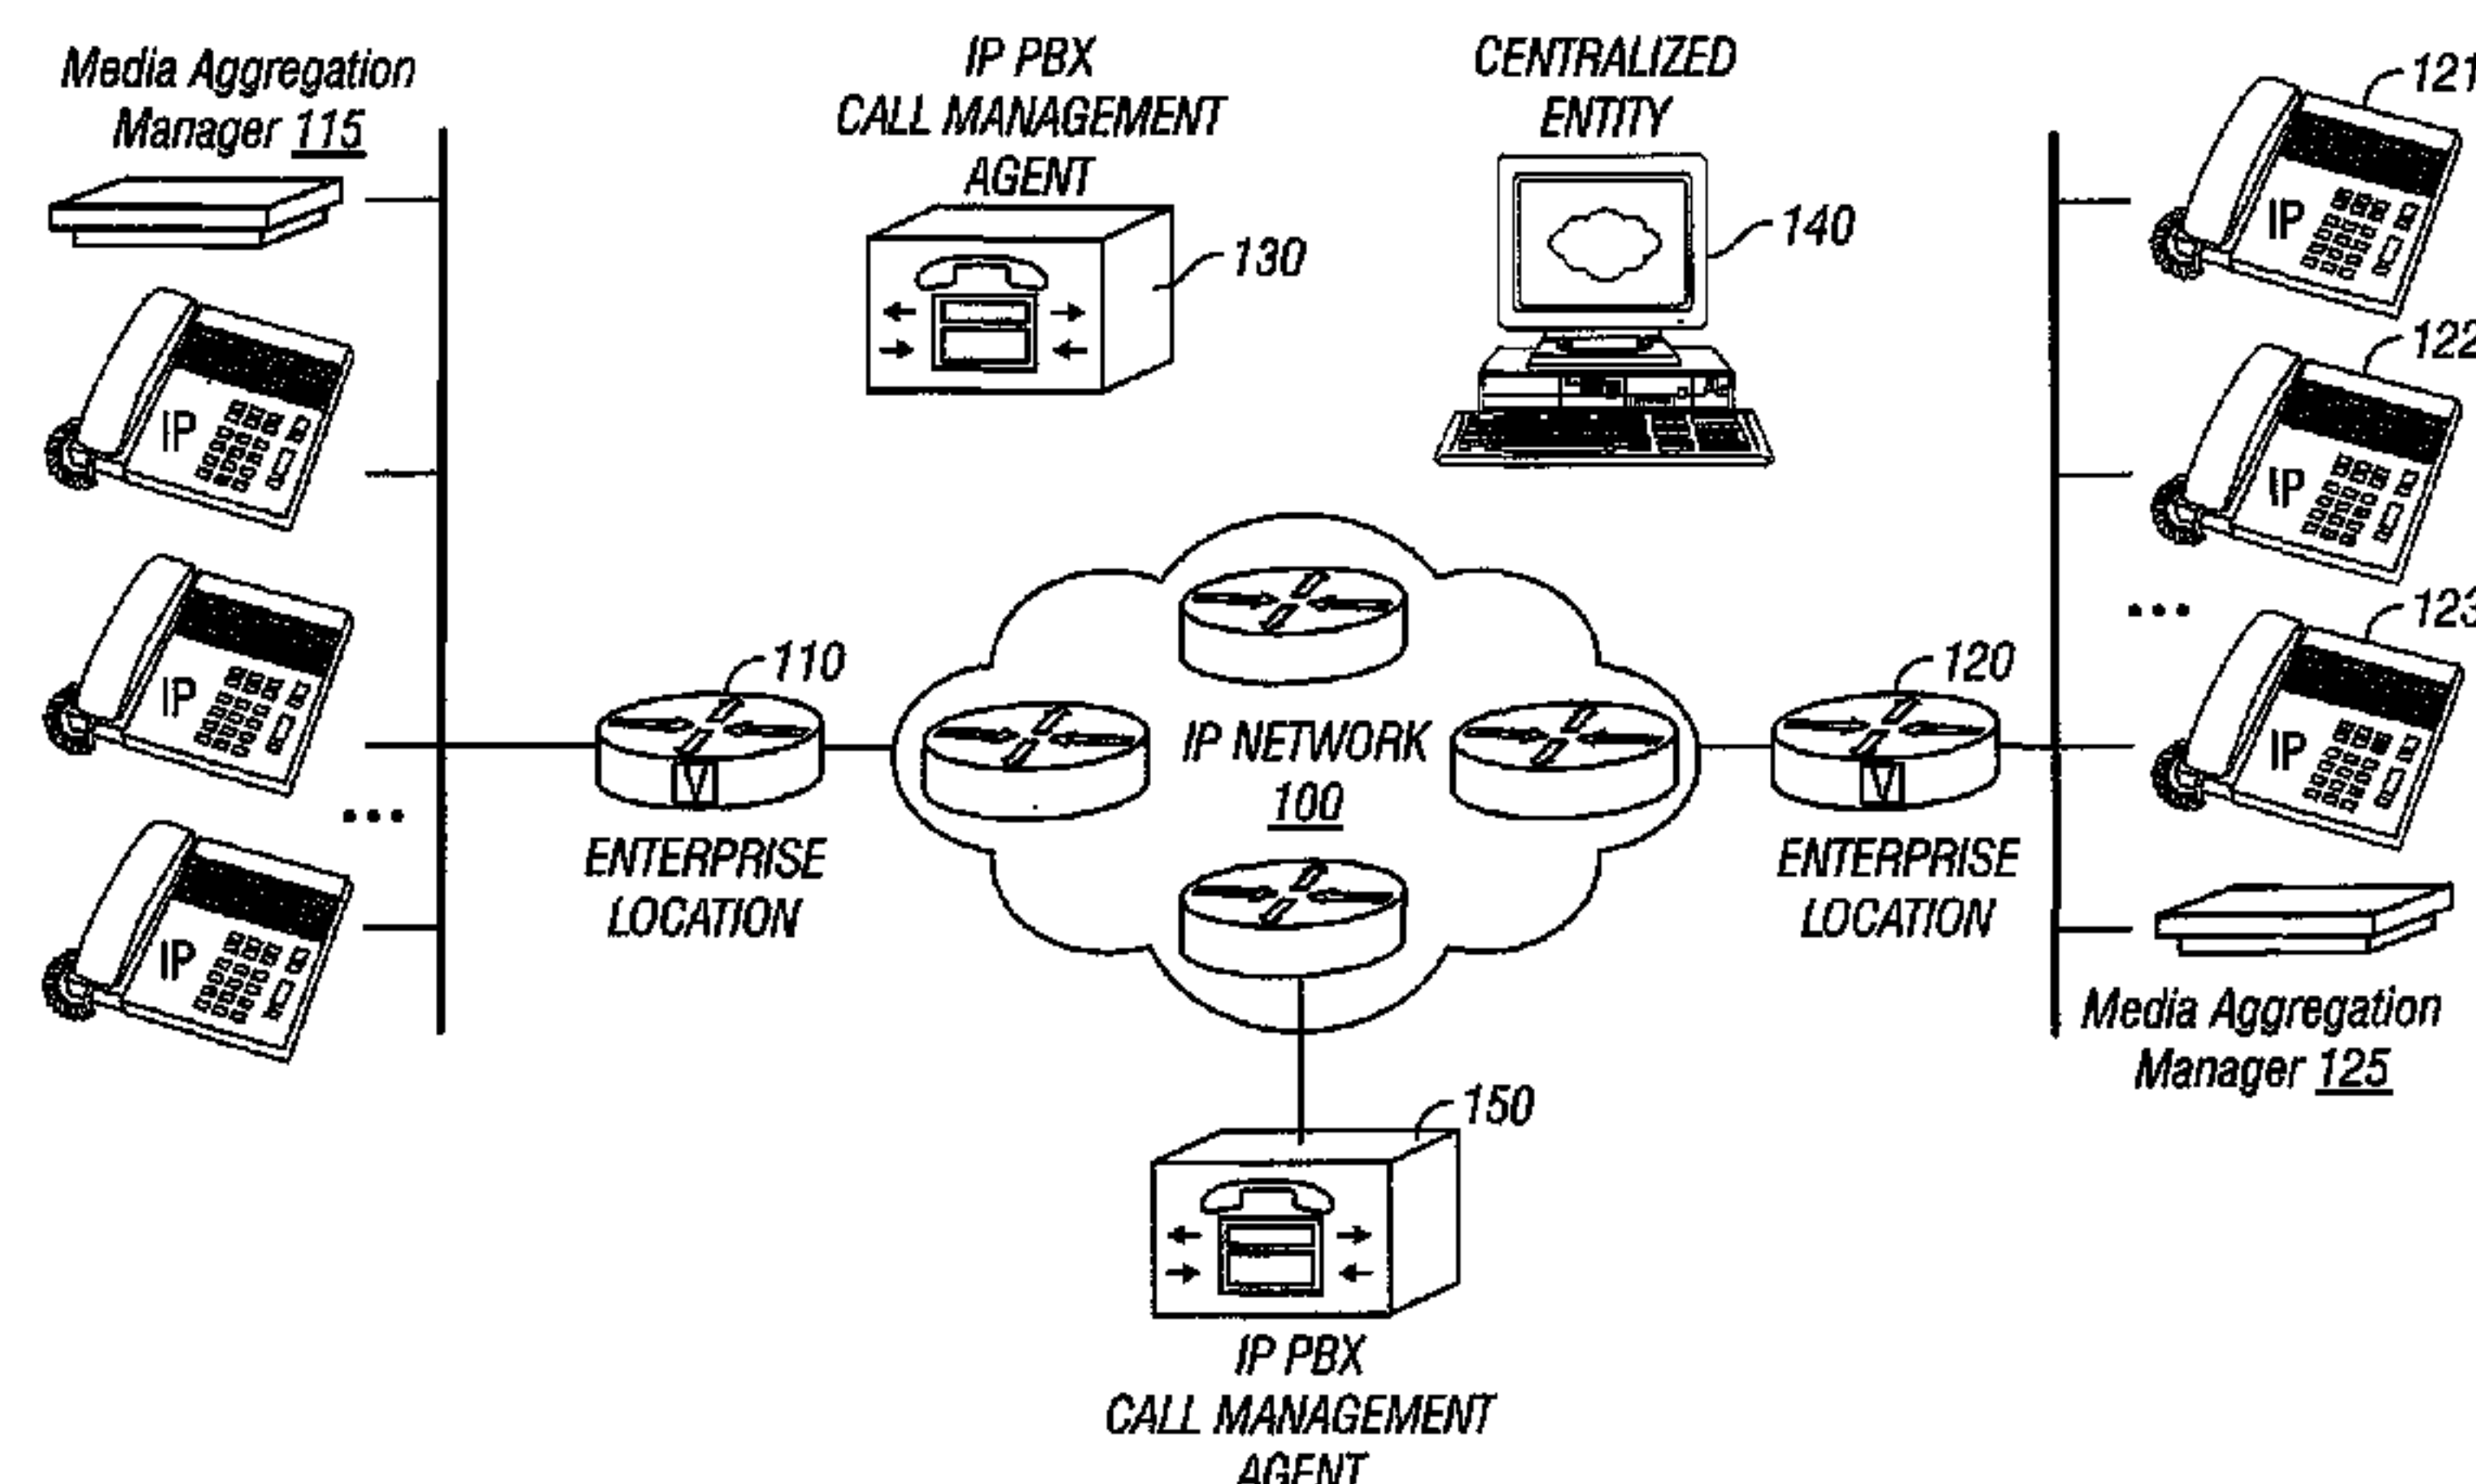 Media Aggregation
Manager 115
IP PBX
CALL MANAGEMENT
AGENT
130
CENTRALIZED
ENTITY
140
121
122
123
IP
IP
IP
IP
IP
IP
110
ENTERPRISE
LOCATION
IP NETWORK
100
120
ENTERPRISE
LOCATION
V
V
Media Aggregation
Manager 125
150
IP PBX
CALL MANAGEMENT
AGENT